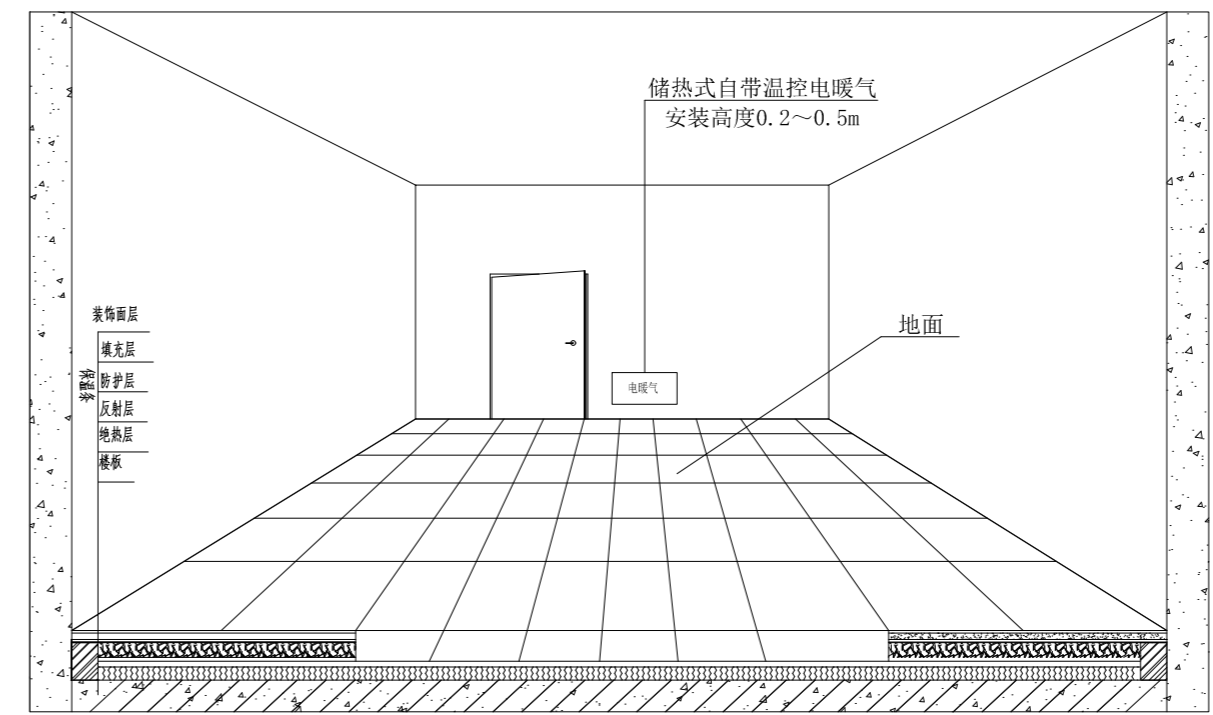 储热式自带温控电暖气
安装高度0.2～0.5m
装饰面层
地面
填充层
保温条
防护层
电暖气
反射层
绝热层
楼板